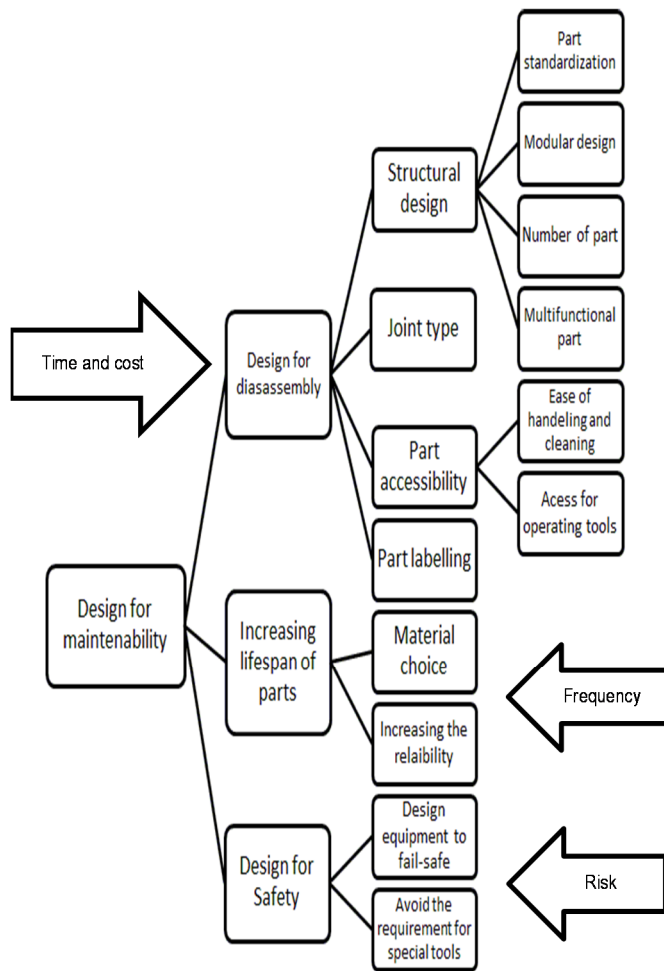 Part
standardization
Modular design
Structural
design
Number of part
Multifunctional
part
Joint type
Time and cost
Design for
diasassembly
Ease of
handeling and
cleaning
Part
accessibility
Acess for
operating tools
Part labelling
Design for
maintenability
Increasing
lifespan of
parts
Material
choice
Frequency
Increasing the
relaibility
Design
equipment to
fail-safe
Design for
Safety
Risk
Avoid the
requirement for
special tools